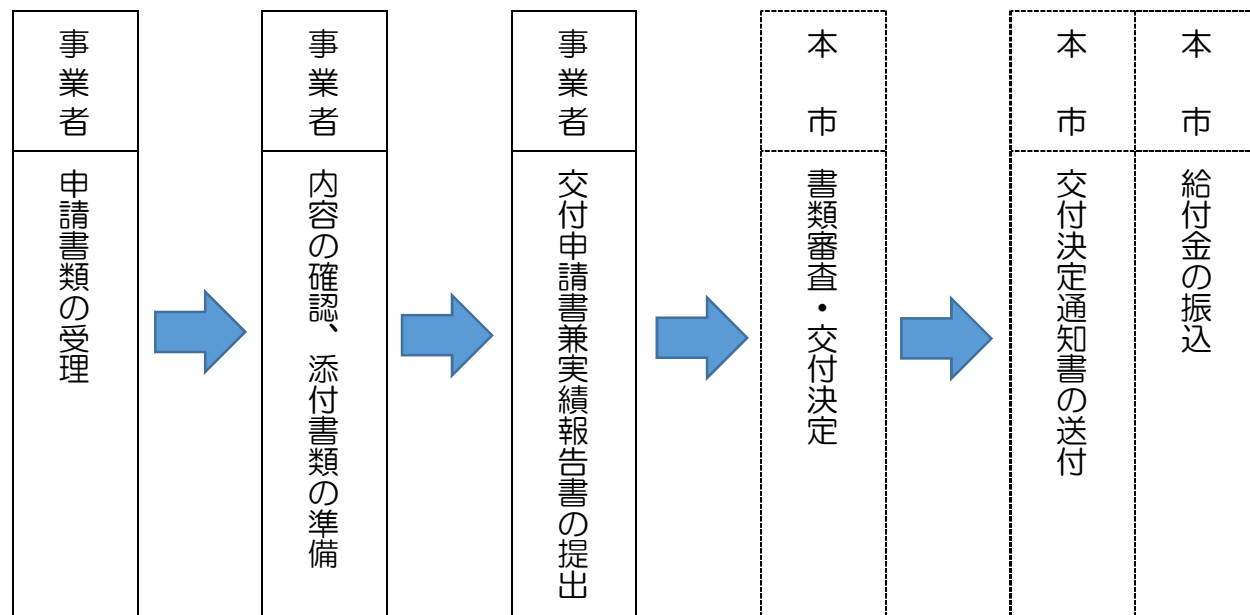 事業者
申請書類の受理
事業者
内容の確認、添付書類の準備
事業者
交付申請書兼実績報告書の提出
本市
書類審査・交付決定
本市
交付決定通知書の送付
本市
給付金の振込